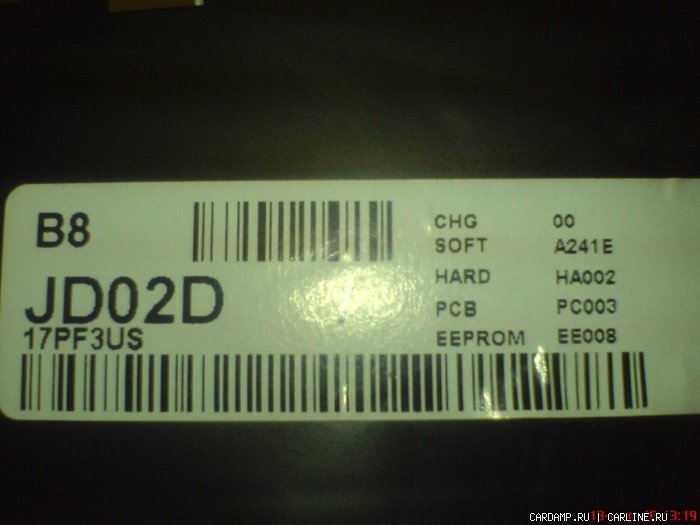 B8
JD02D
17PF3US
CHG 00
SOFT A241E
HARD HA002
PCB PC003
EEPROM EE008
CARDAMP.RU | CARLINE.RU